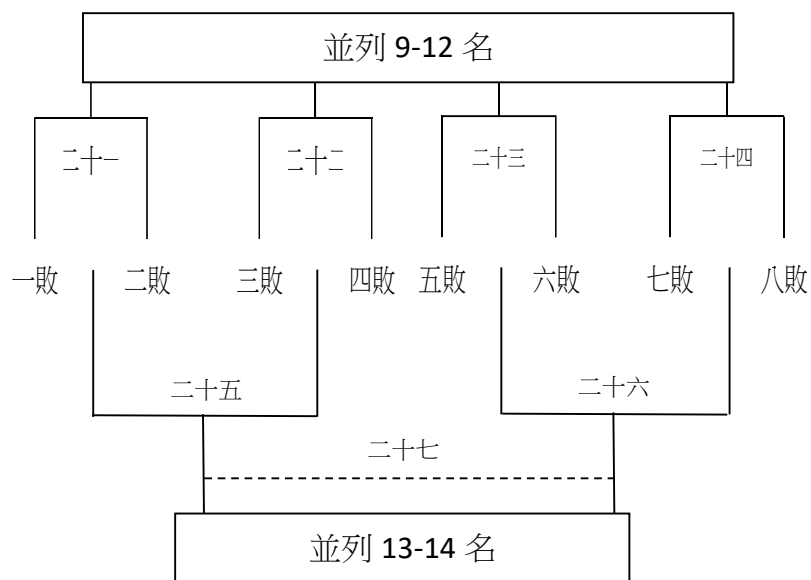 並列 9-12 名
二十一 二十二 二十三 二十四
一敗 二敗 三敗 四敗 五敗 六敗 七敗 八敗
二十五 二十六
二十七
並列 13-14 名